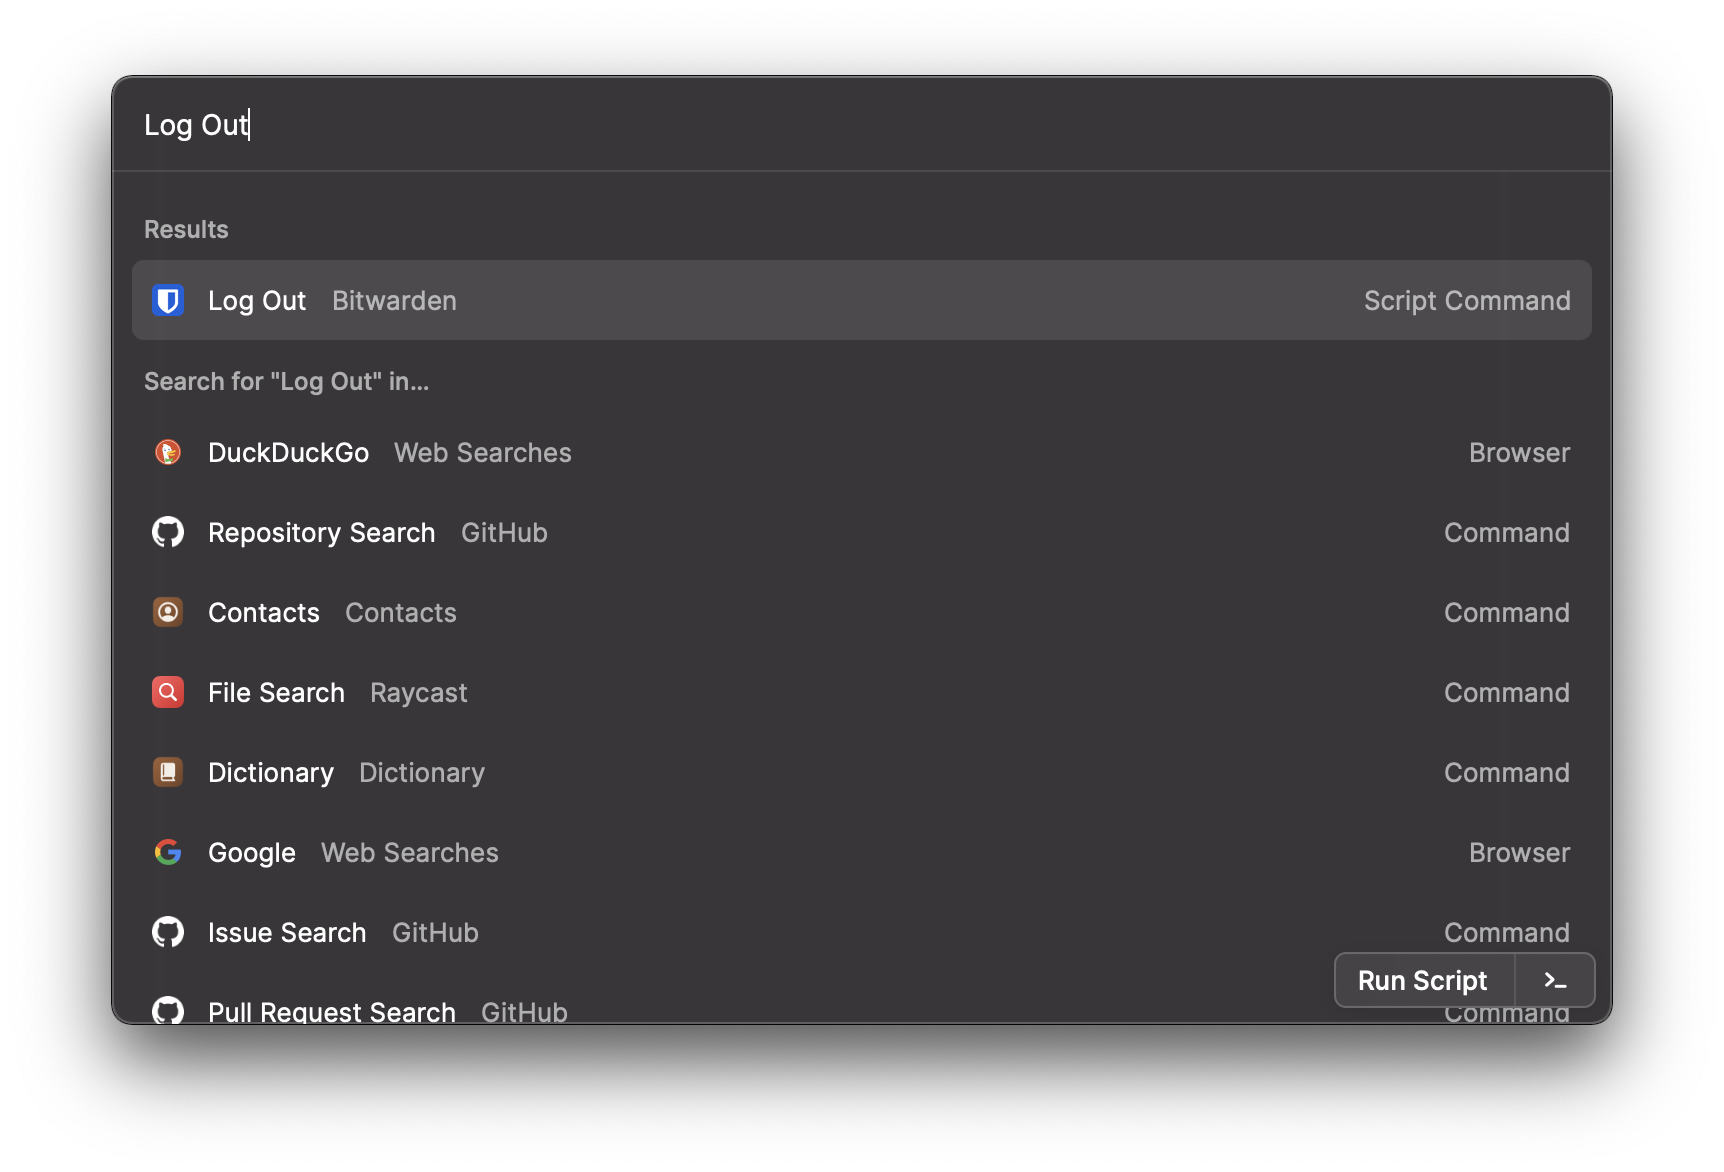 Log Out
Results
Log Out Bitwarden Script Command
Search for "Log Out" in...
DuckDuckGo Web Searches Browser
Repository Search GitHub Command
Contacts Contacts Command
File Search Raycast Command
Dictionary Dictionary Command
Google Web Searches Browser
Issue Search GitHub Command
Run Script >_
Pull Request Search GitHub Command